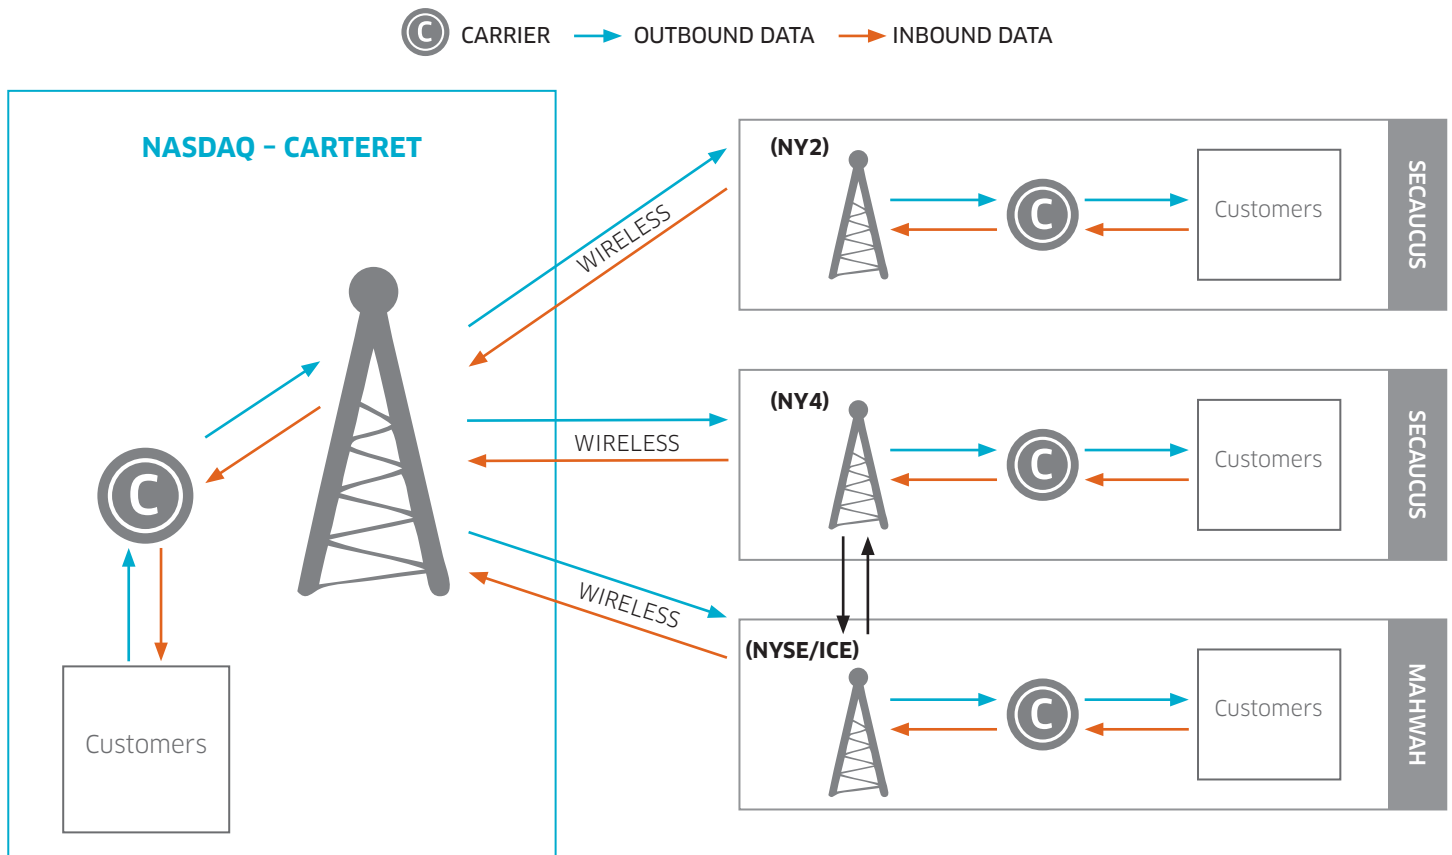 C CARRIER OUTBOUND DATA INBOUND DATA
NASDAQ – CARTERET
WIRELESS
WIRELESS
WIRELESS
C
Customers
(NY2)
C
Customers
SECAUCUS
(NY4)
C
Customers
SECAUCUS
(NYSE/ICE)
C
Customers
MAHWAH